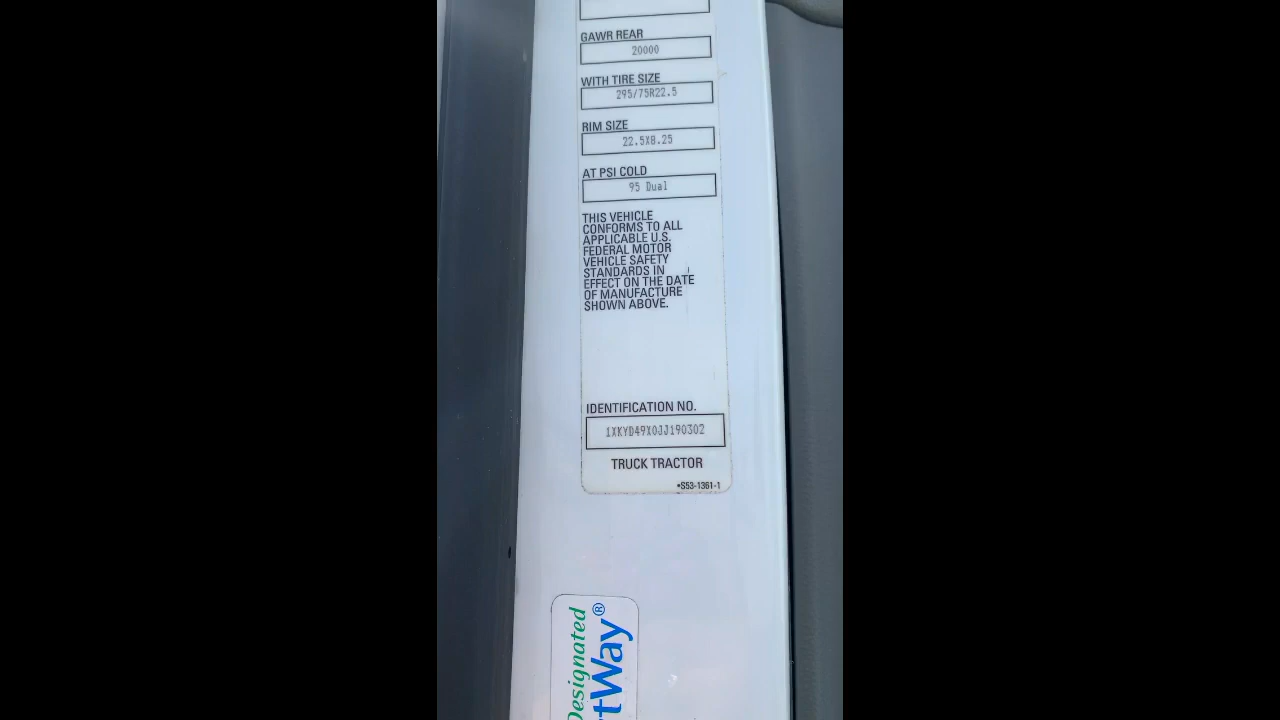 GAWR REAR
20000
WITH TIRE SIZE
295/75R22.5
RIM SIZE
22.5X8.25
AT PSI COLD
95 Dual
THIS VEHICLE
CONFORMS TO ALL
APPLICABLE U.S.
FEDERAL MOTOR
VEHICLE SAFETY
STANDARDS IN
EFFECT ON THE DATE
OF MANUFACTURE
SHOWN ABOVE.
IDENTIFICATION NO.
1XKYD49X0JJ190302
TRUCK TRACTOR
•S53-1361-1
Designated
tWay®